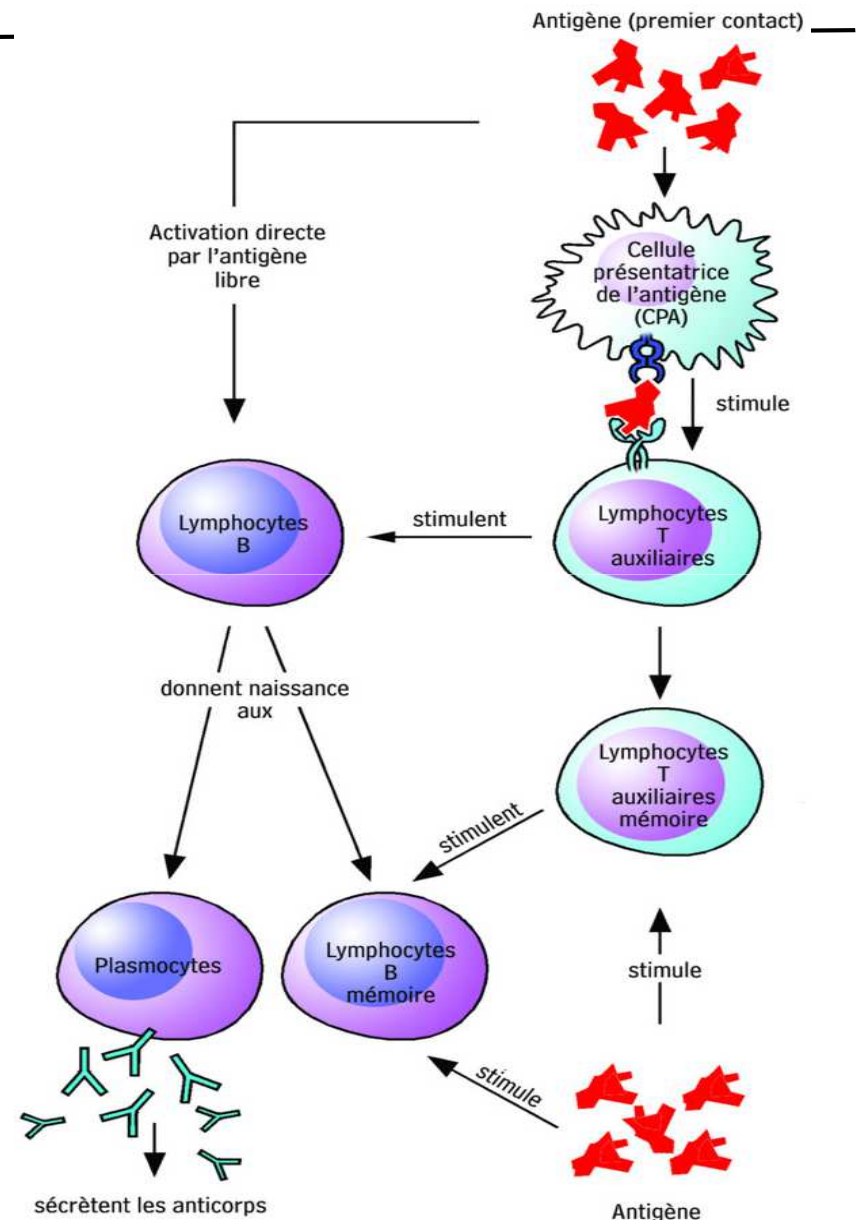 Antigène (premier contact)
Activation directe
par l'antigène
libre
Cellule
présentatrice
de l'antigène
(CPA)
stimule
Lymphocytes
B
stimulent
Lymphocytes
T
auxiliaires
donnent naissance
aux
Lymphocytes
T
auxiliaires
mémoire
stimulent
Plasmocytes
Lymphocytes
B
mémoire
stimule
stimule
sécrètent les anticorps
Antigène